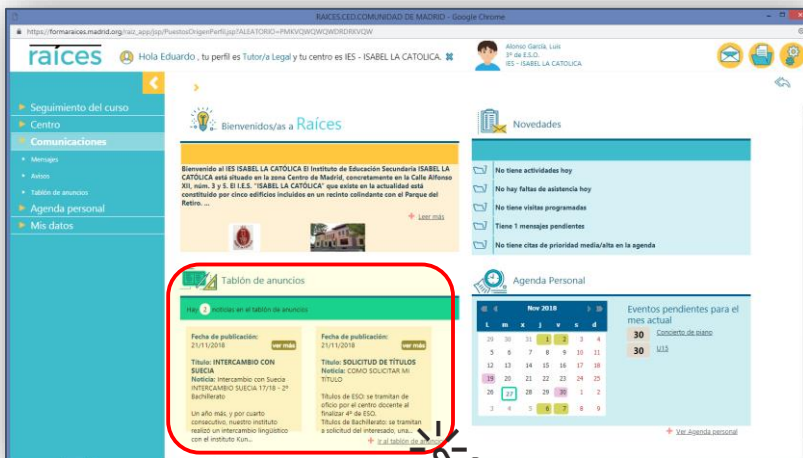 RAICES.CED.COMUNIDAD DE MADRID - Google Chrome
raíces
Hola Eduardo , tu perfil es Tutor/a Legal y tu centro es IES - ISABEL LA CATOLICA.
Alonso García, Luis
3º de E.S.O.
IES - ISABEL LA CATOLICA
Seguimiento del curso
Centro
Comunicaciones
Mensajes
Avisos
Tablón de anuncios
Agenda personal
Mis datos
Bienvenidos/as a Raíces
Bienvenido al IES ISABEL LA CATÓLICA El Instituto de Educación Secundaria ISABEL LA
CATÓLICA está situado en la zona Centro de Madrid, concretamente en la Calle Alfonso
XII, núm. 3 y 5. El I.E.S. "ISABEL LA CATÓLICA" que existe en la actualidad está
constituido por cinco edificios incluidos en un recinto colindante con el Parque del
Retiro. ...
Leer más
Novedades
No tiene actividades hoy
No hay faltas de asistencia hoy
No tiene visitas programadas
Tiene 1 mensajes pendientes
No tiene citas de prioridad media/alta en la agenda
Tablón de anuncios
Hay 2 noticias en el tablón de anuncios
Fecha de publicación:
21/11/2018
ver más
Título: INTERCAMBIO CON
SUECIA
Noticia: Intercambio con Suecia
INTERCAMBIO SUECIA 17/18 - 2º
Bachillerato
Un año más, y por cuarto
consecutivo, nuestro instituto
realizó un intercambio lingüístico
con el instituto Kun...
Fecha de publicación:
21/11/2018
ver más
Título: SOLICITUD DE TÍTULOS
Noticia: COMO SOLICITAR MI
TÍTULO
Títulos de ESO: se tramitan de
oficio por el centro docente al
finalizar 4º de ESO.
Títulos de Bachillerato: se tramitan
a solicitud del interesado, una...
Ir al tablón de anuncios
Agenda Personal
Nov 2018
L m x j v s d
29 30 31 1 2 3 4
5 6 7 8 9 10 11
12 13 14 15 16 17 18
19 20 21 22 23 24 25
26 27 28 29 30 1 2
3 4 5 6 7 8 9
Eventos pendientes para el
mes actual
30 Concierto de piano
30 U15
Ver Agenda personal